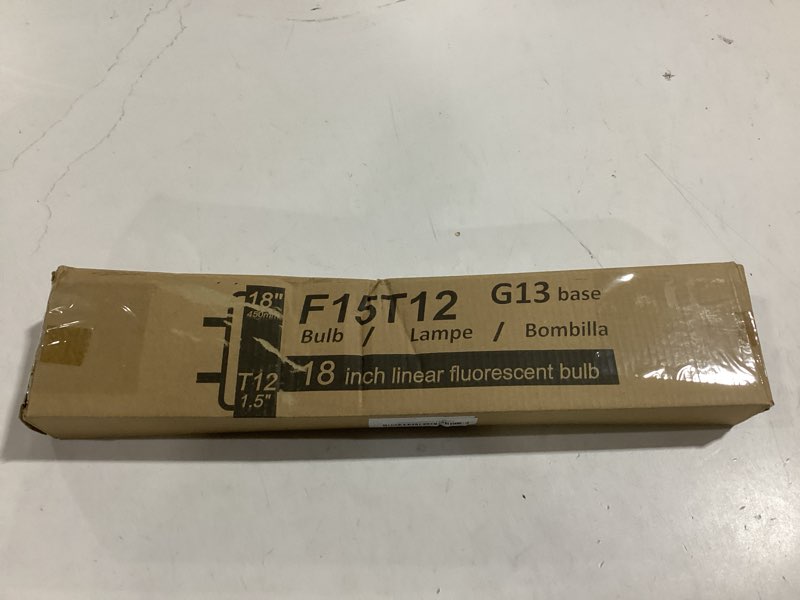 18"
450mm
T12
1.5"
F15T12 G13 base
Bulb / Lampe / Bombilla
18 inch linear fluorescent bulb